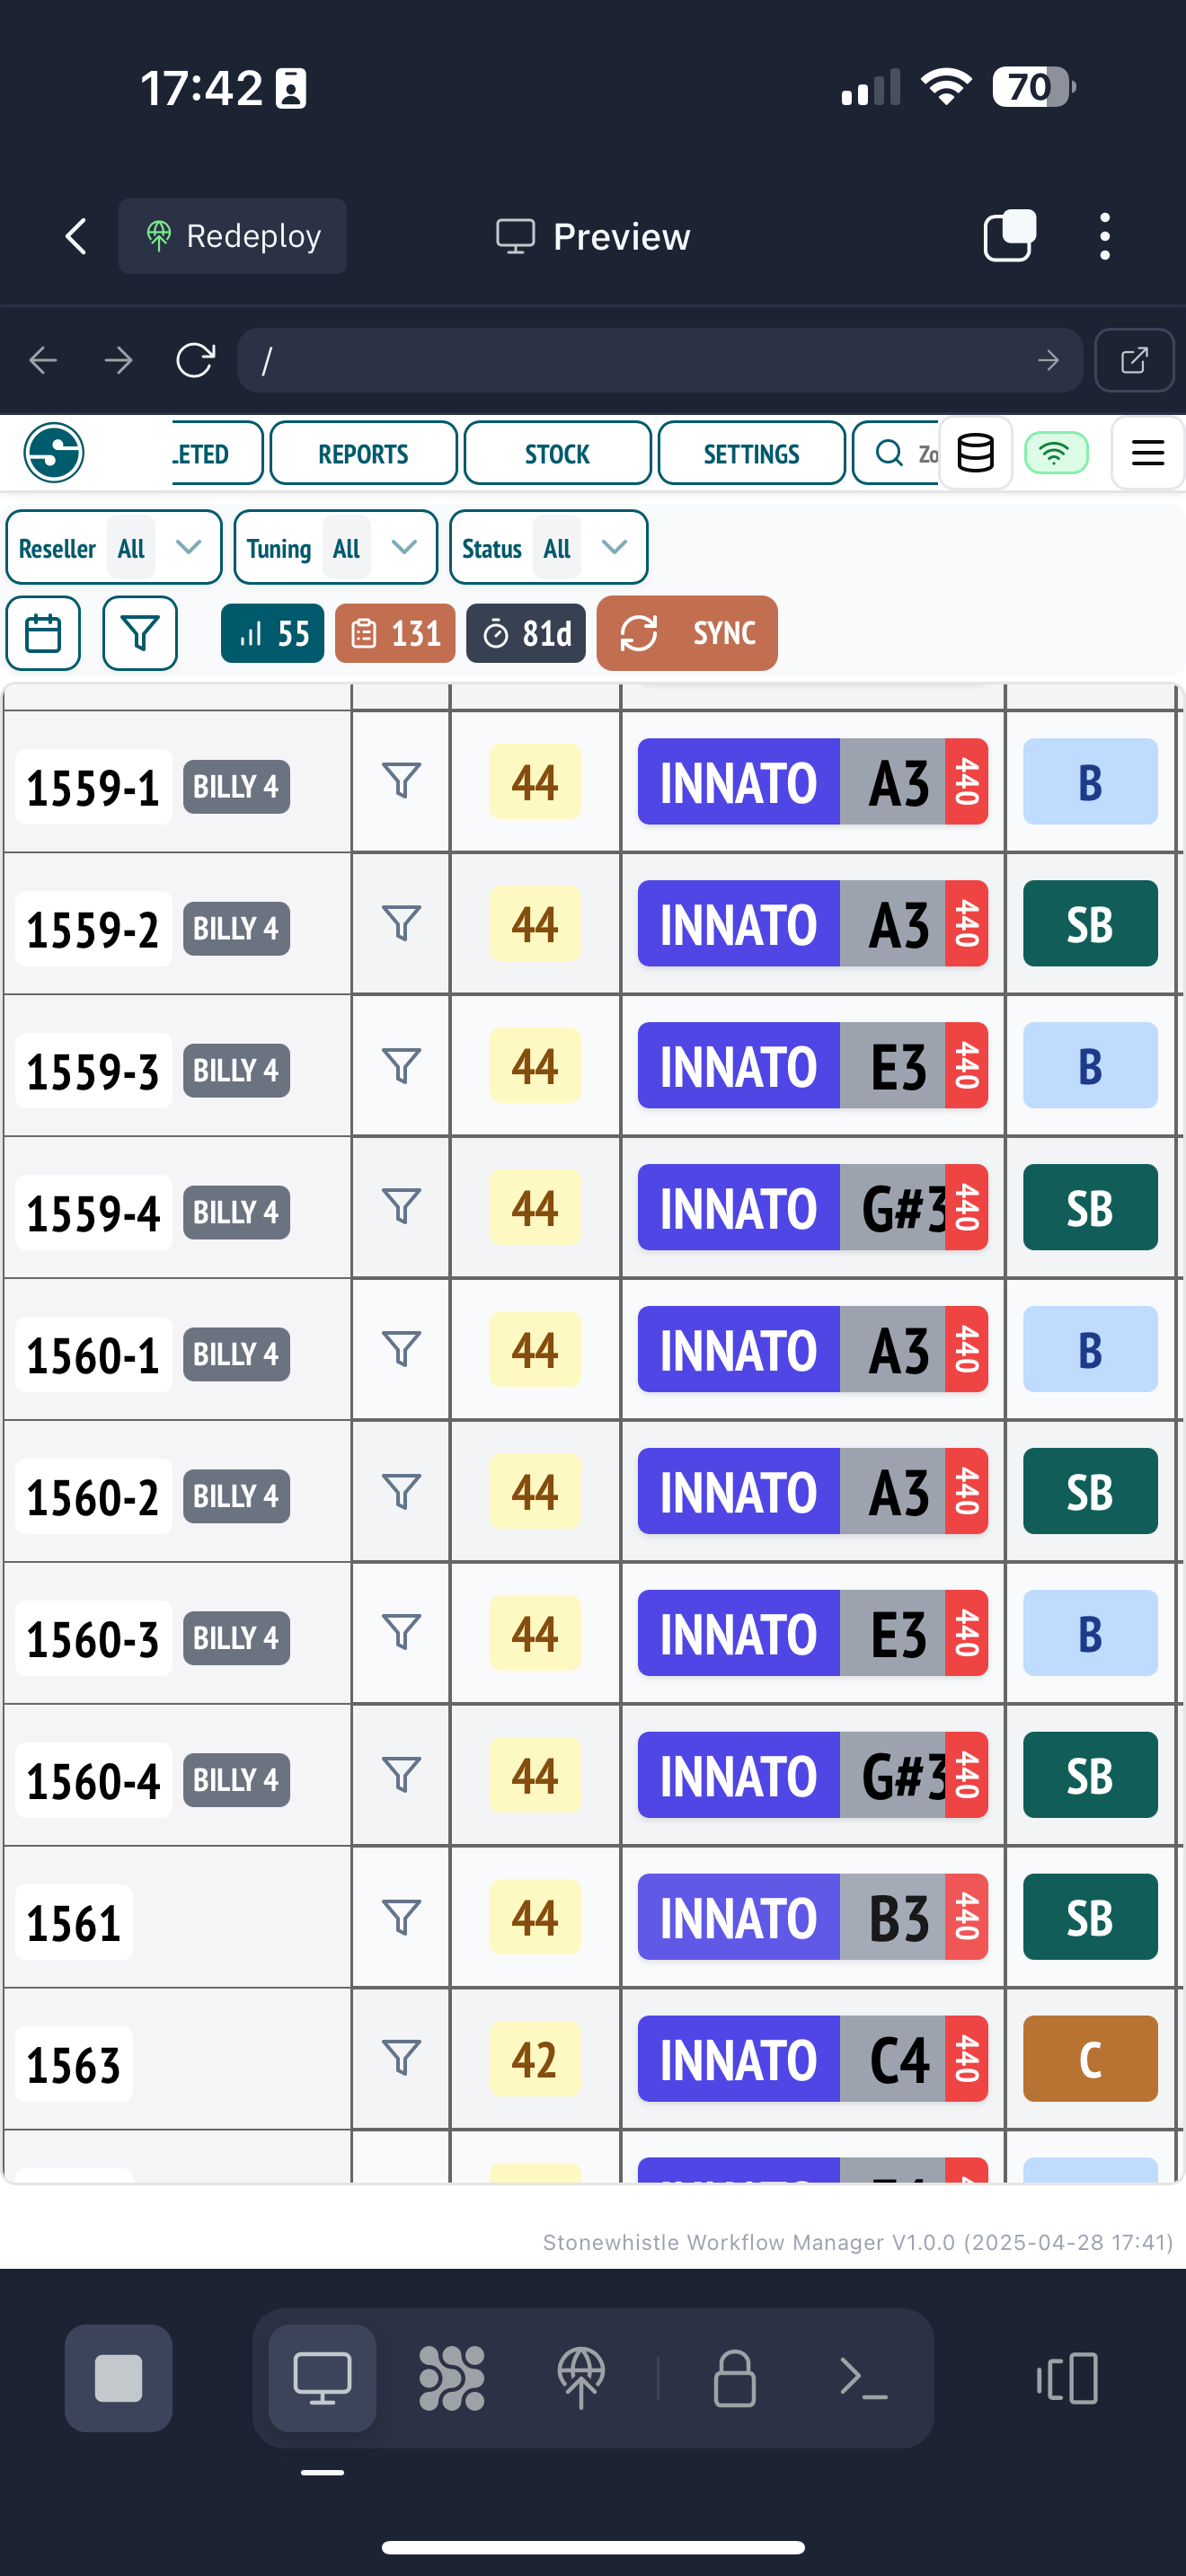 17:42 70
Redeploy Preview
/
LETED REPORTS STOCK SETTINGS Zo
Reseller All Tuning All Status All
55 131 81d SYNC
1559-1 BILLY 4 44 INNATO A3 440 B
1559-2 BILLY 4 44 INNATO A3 440 SB
1559-3 BILLY 4 44 INNATO E3 440 B
1559-4 BILLY 4 44 INNATO G#3 440 SB
1560-1 BILLY 4 44 INNATO A3 440 B
1560-2 BILLY 4 44 INNATO A3 440 SB
1560-3 BILLY 4 44 INNATO E3 440 B
1560-4 BILLY 4 44 INNATO G#3 440 SB
1561 44 INNATO B3 440 SB
1563 42 INNATO C4 440 C
Stonewhistle Workflow Manager V1.0.0 (2025-04-28 17:41)